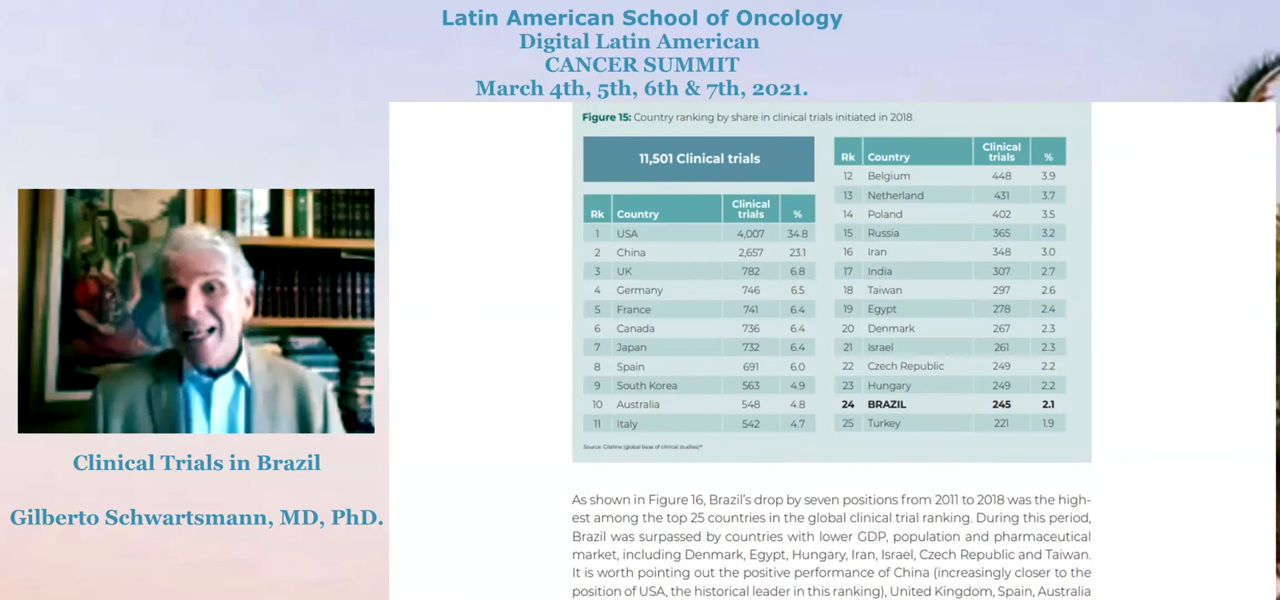 Latin American School of Oncology
Digital Latin American
CANCER SUMMIT
March 4th, 5th, 6th & 7th, 2021.
Clinical Trials in Brazil
Gilberto Schwartsmann, MD, PhD.
Figure 15: Country ranking by share in clinical trials initiated in 2018.
11,501 Clinical trials
Rk Country Clinical trials %
1 USA 4,007 34.8
2 China 2,657 23.1
3 UK 782 6.8
4 Germany 746 6.5
5 France 741 6.4
6 Canada 736 6.4
7 Japan 732 6.4
8 Spain 691 6.0
9 South Korea 563 4.9
10 Australia 548 4.8
11 Italy 542 4.7
Rk Country Clinical trials %
12 Belgium 448 3.9
13 Netherland 431 3.7
14 Poland 402 3.5
15 Russia 365 3.2
16 Iran 348 3.0
17 India 307 2.7
18 Taiwan 297 2.6
19 Egypt 278 2.4
20 Denmark 267 2.3
21 Israel 261 2.3
22 Czech Republic 249 2.2
23 Hungary 249 2.2
24 BRAZIL 245 2.1
25 Turkey 221 1.9
Source: Citeline (global base of clinical studies)
As shown in Figure 16, Brazil's drop by seven positions from 2011 to 2018 was the high-
est among the top 25 countries in the global clinical trial ranking. During this period,
Brazil was surpassed by countries with lower GDP, population and pharmaceutical
market, including Denmark, Egypt, Hungary, Iran, Israel, Czech Republic and Taiwan.
It is worth pointing out the positive performance of China (increasingly closer to the
position of USA, the historical leader in this ranking), United Kingdom, Spain, Australia